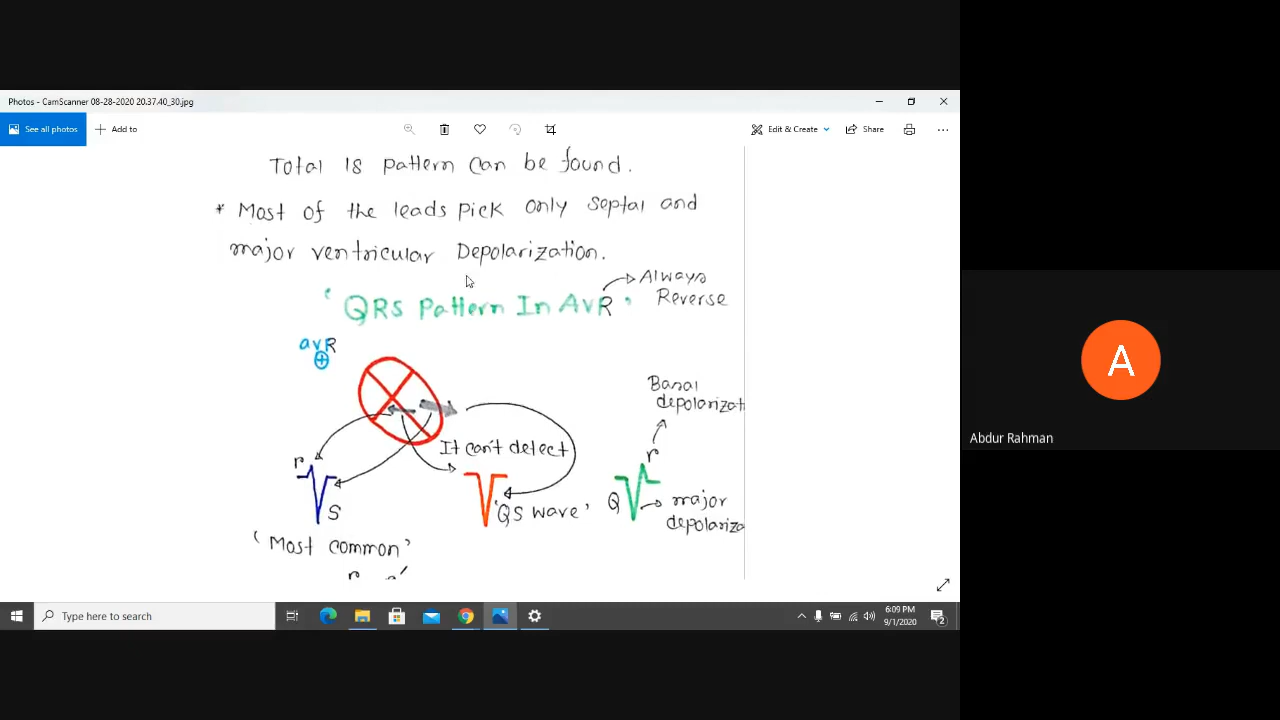 Photos - CamScanner 08-28-2020 20.37.40_30.jpg
See all photos
Add to
Edit & Create
Share
Total 18 pattern can be found.
* Most of the leads pick only septal and
major ventricular Depolarization.
Always
Reverse
'QRS Pattern In AvR'
avR
+
Basal
depolarizat
It can't detect
r
r
Q
major
depolariza
S
'QS wave'
'Most common'
r
Type here to search
6:09 PM
9/1/2020
2
A
Abdur Rahman